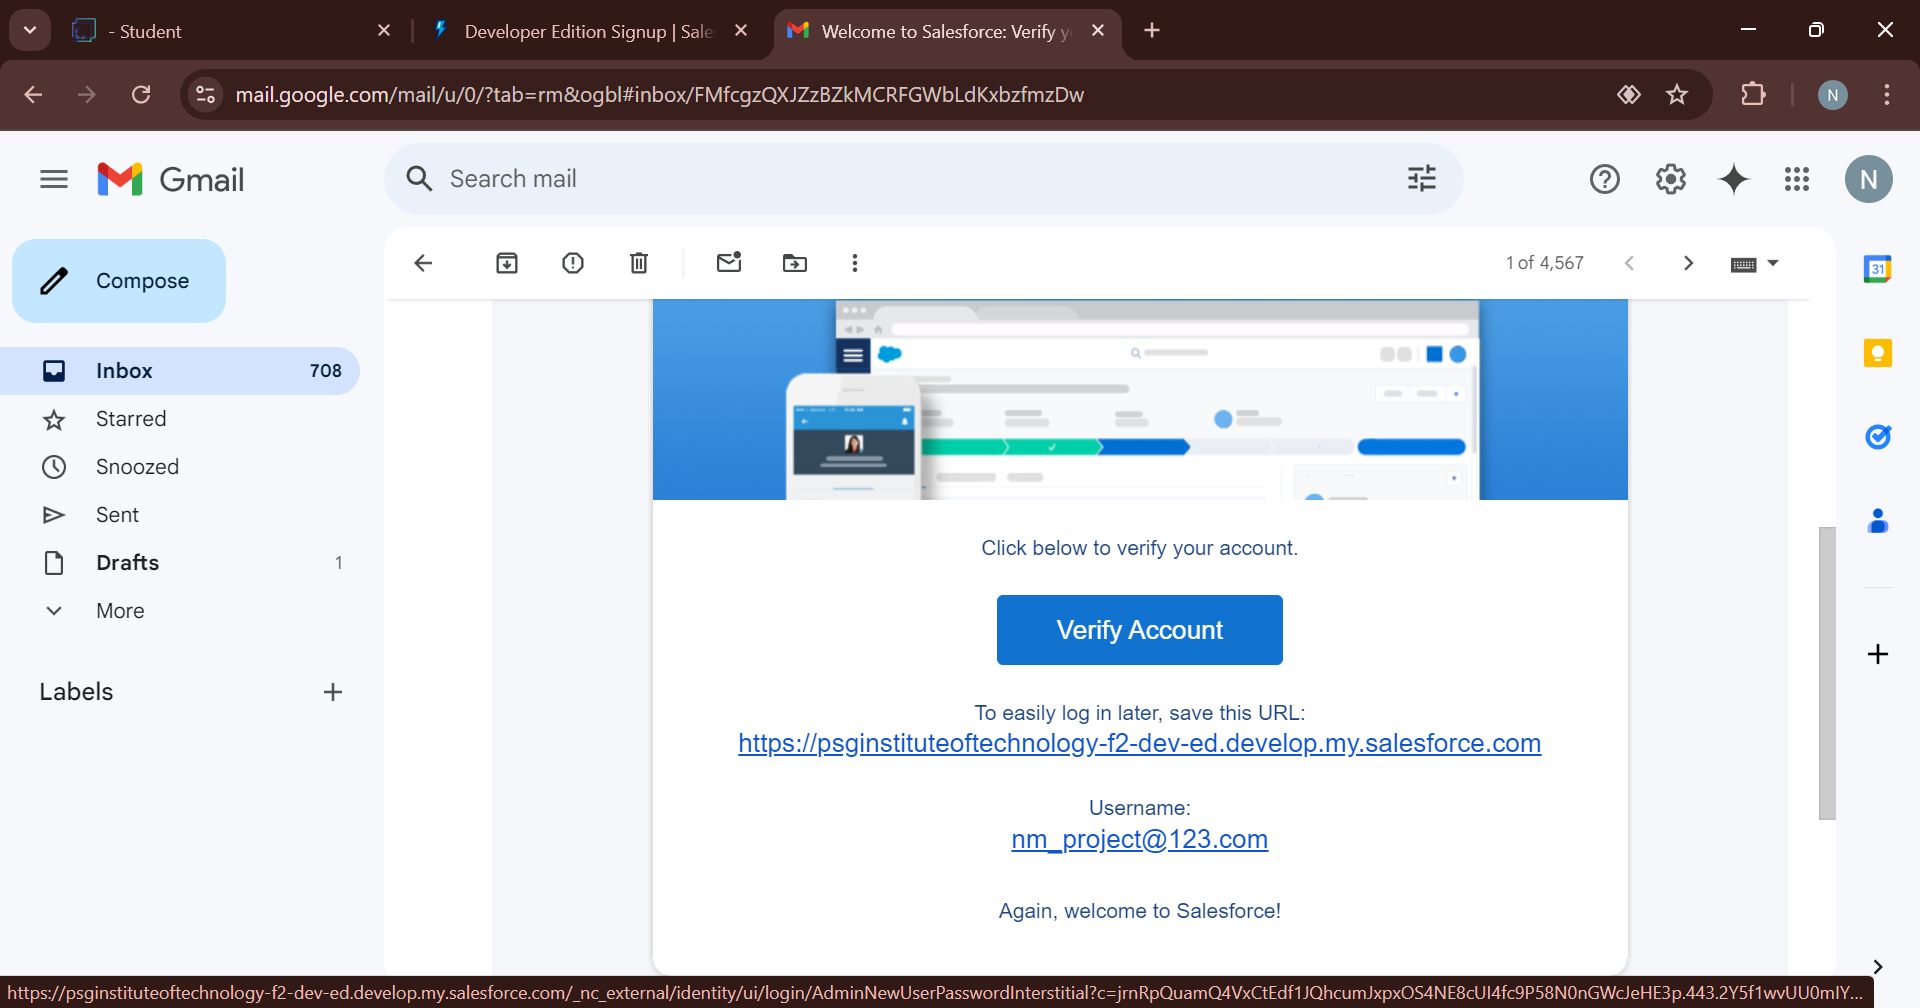 - Student
Developer Edition Signup | Sale
Welcome to Salesforce: Verify y
mail.google.com/mail/u/0/?tab=rm&ogbl#inbox/FMfcgzQXJZzBZkMCRFGWbLdKxbzfmzDw
N
Gmail
Search mail
N
Compose
1 of 4,567
31
Inbox 708
Starred
Snoozed
Sent
Drafts 1
More
Labels
Click below to verify your account.
Verify Account
To easily log in later, save this URL:
https://psginstituteoftechnology-f2-dev-ed.develop.my.salesforce.com
Username:
nm_project@123.com
Again, welcome to Salesforce!
https://psginstituteoftechnology-f2-dev-ed.develop.my.salesforce.com/_nc_external/identity/ui/login/AdminNewUserPasswordInterstitial?c=jrnRpQuamQ4VxCtEdf1JQhcumJxpxOS4NE8cUI4fc9P58N0nGWcJeHE3p.443.2Y5f1wvUU0mIY...